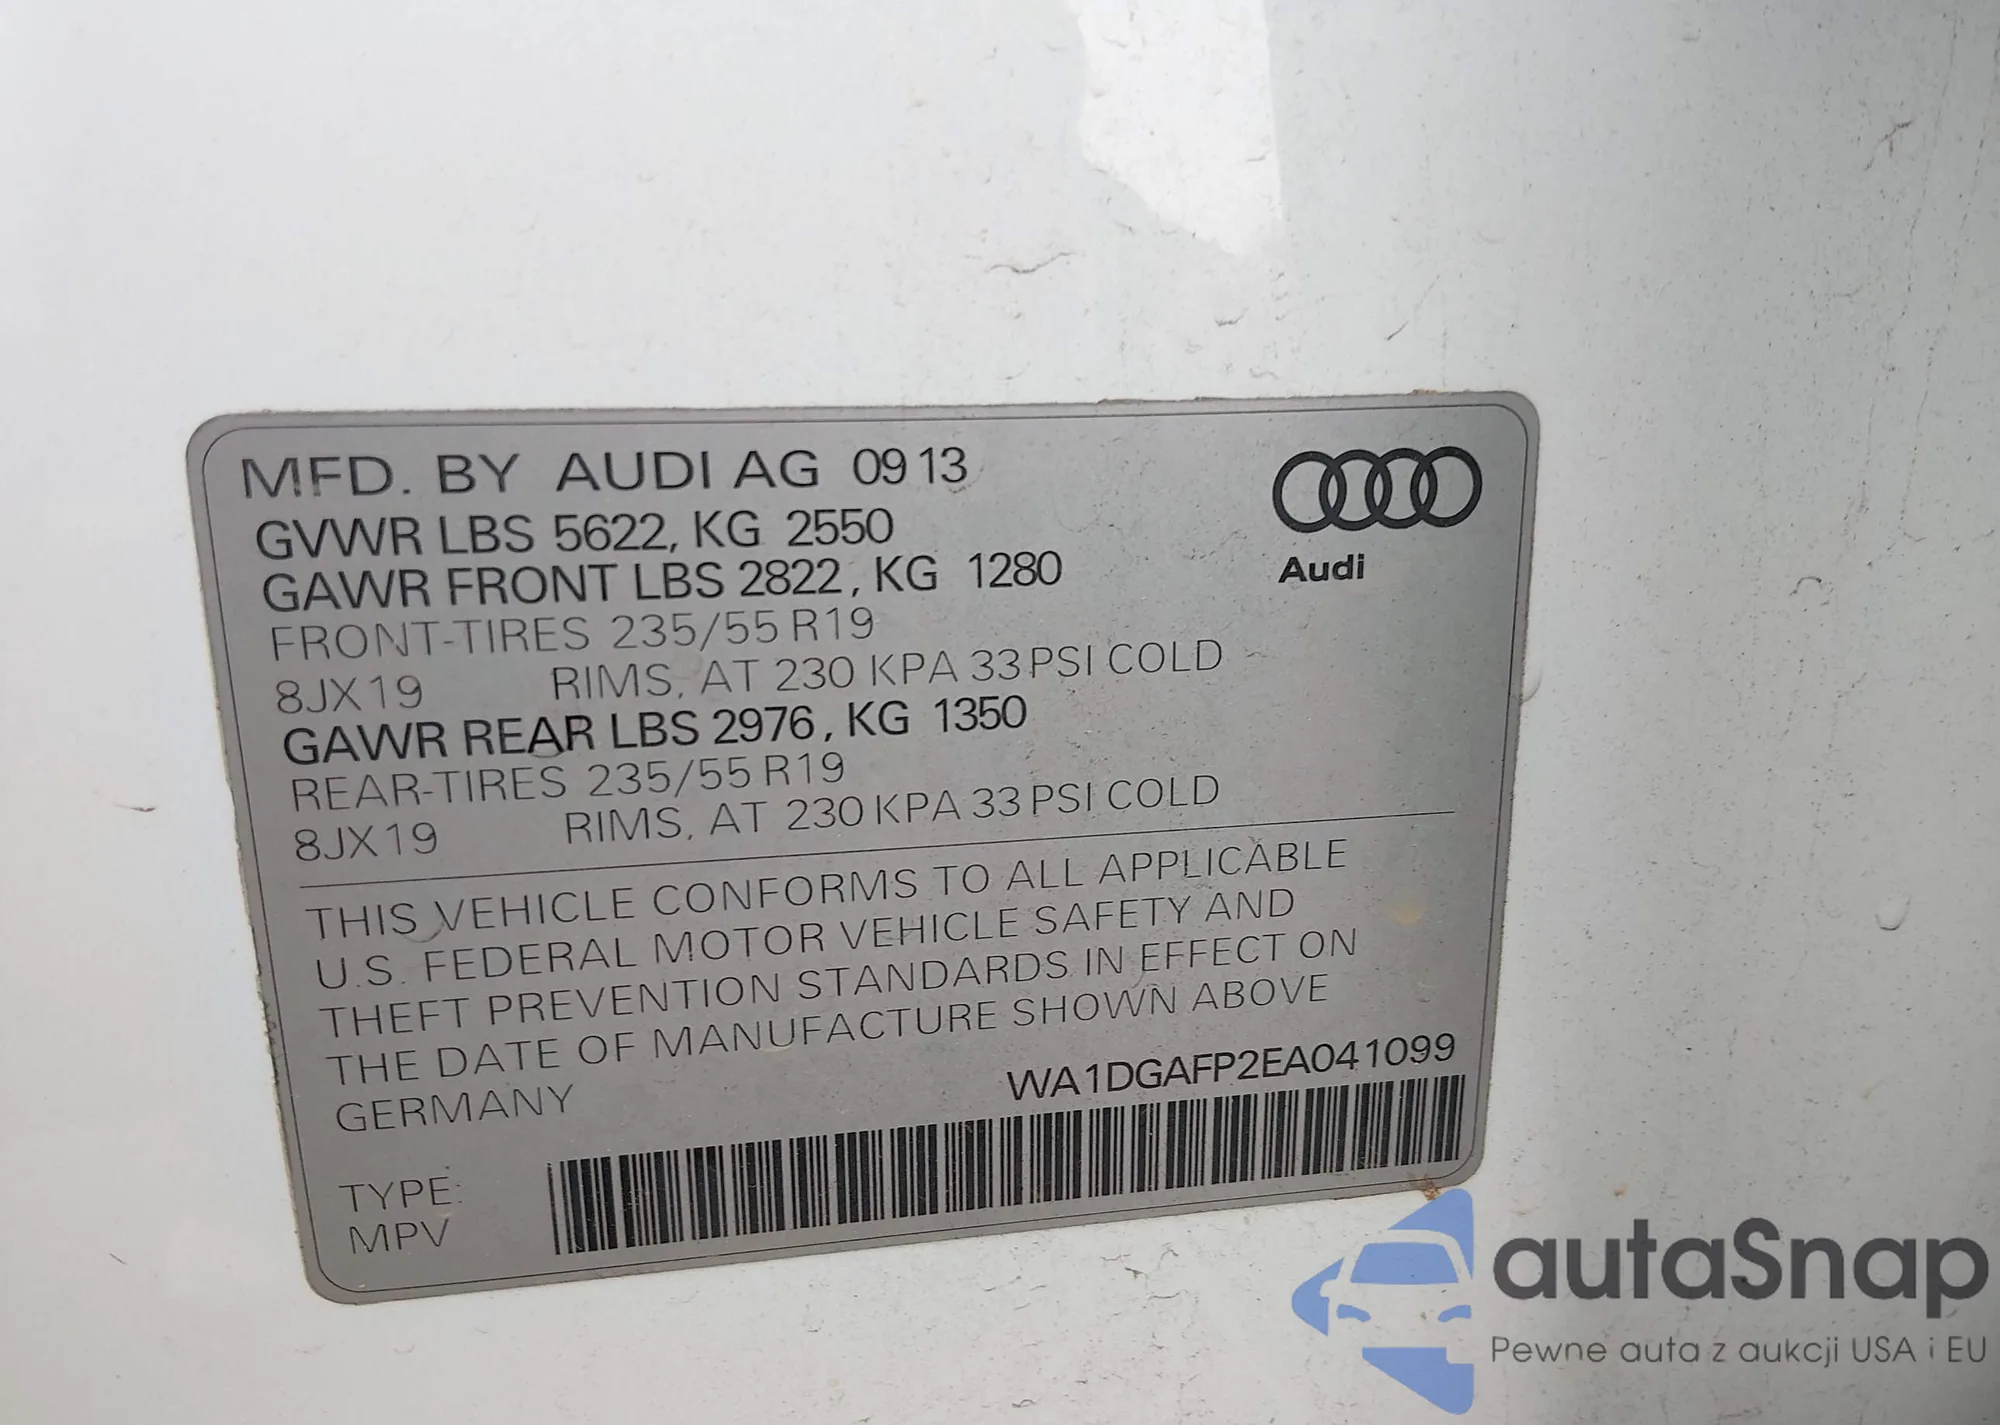 MFD. BY AUDI AG 09 13
GVWR LBS 5622, KG 2550
GAWR FRONT LBS 2822, KG 1280
FRONT-TIRES 235/55 R19
8JX19 RIMS, AT 230 KPA 33 PSI COLD
GAWR REAR LBS 2976, KG 1350
REAR-TIRES 235/55 R19
8JX19 RIMS, AT 230 KPA 33 PSI COLD
Audi
THIS VEHICLE CONFORMS TO ALL APPLICABLE
U.S. FEDERAL MOTOR VEHICLE SAFETY AND
THEFT PREVENTION STANDARDS IN EFFECT ON
THE DATE OF MANUFACTURE SHOWN ABOVE
GERMANY
WA1DGAFP2EA041099
TYPE:
MPV
autaSnap
Pewne auta z aukcji USA i EU